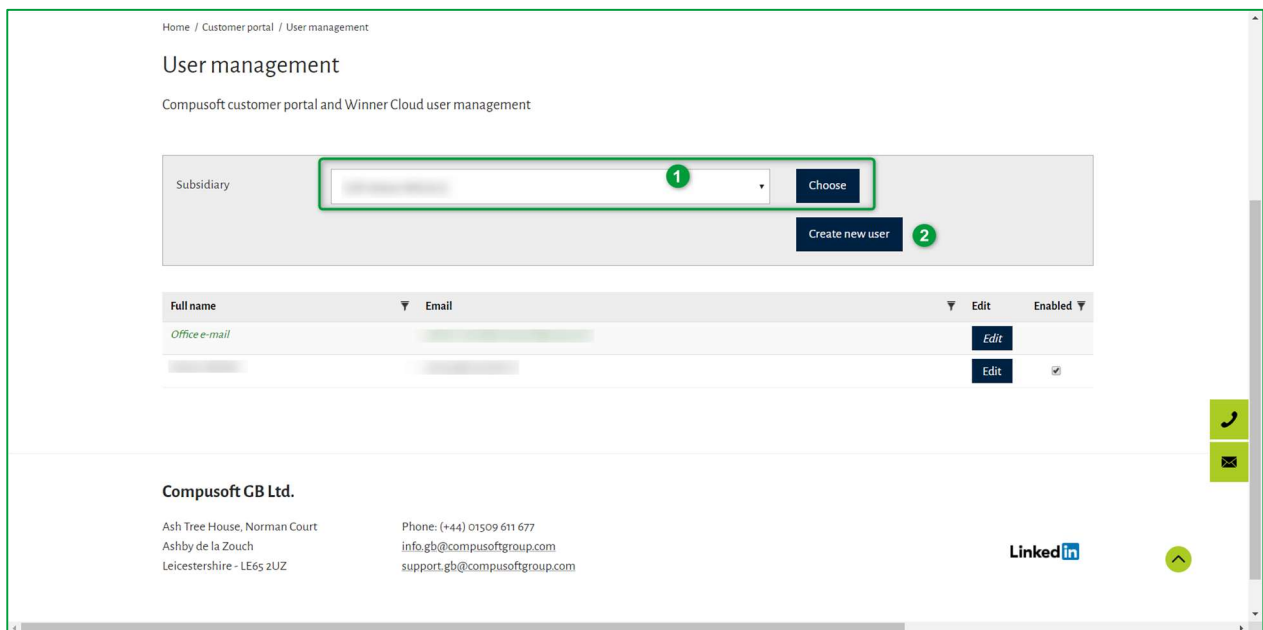 Home / Customer portal / User management
User management
Compusoft customer portal and Winner Cloud user management
Subsidiary
1
Choose
Create new user
2
Full name Email Edit Enabled
Office e-mail Edit
Edit
Compusoft GB Ltd.
Ash Tree House, Norman Court Phone: (+44) 01509 611 677
Ashby de la Zouch info.gb@compusoftgroup.com
Leicestershire - LE65 2UZ support.gb@compusoftgroup.com
Linked in